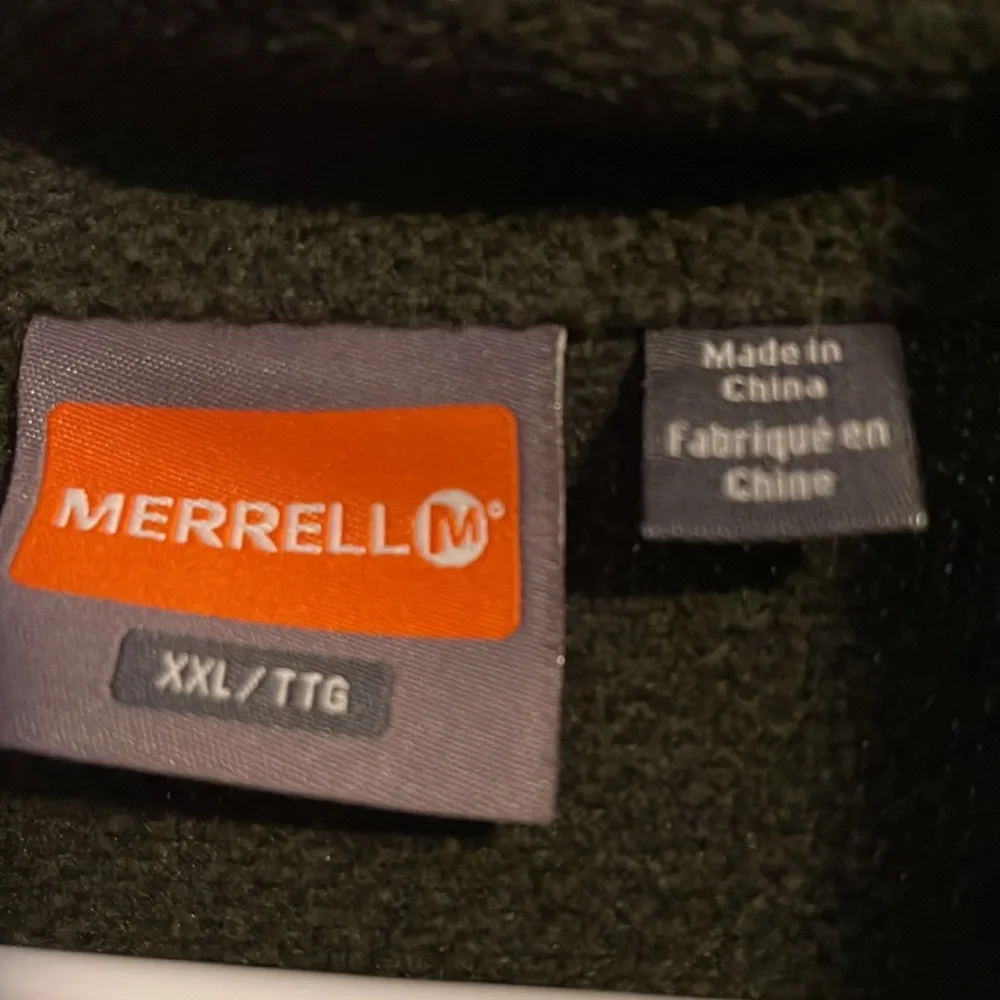 MERRELL M
XXL/TTG
Made in
China
Fabriqué en
Chine